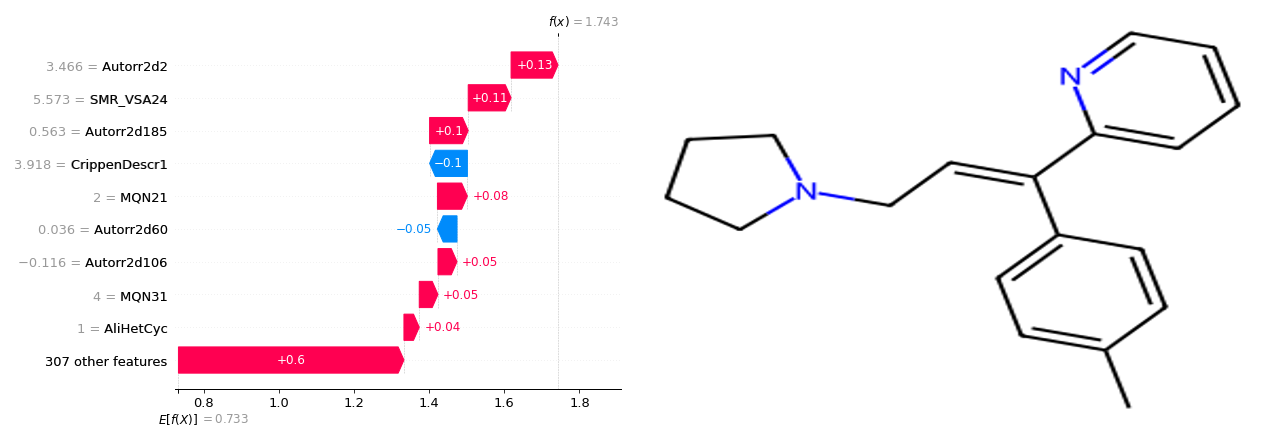 f(x) = 1.743
3.466 = Autorr2d2
+0.13
5.573 = SMR_VSA24
+0.11
0.563 = Autorr2d185
+0.1
3.918 = CrippenDescr1
−0.1
2 = MQN21
+0.08
0.036 = Autorr2d60
−0.05
−0.116 = Autorr2d106
+0.05
4 = MQN31
+0.05
1 = AliHetCyc
+0.04
307 other features
+0.6
0.8 1.0 1.2 1.4 1.6 1.8
E[f(X)] = 0.733
N
N